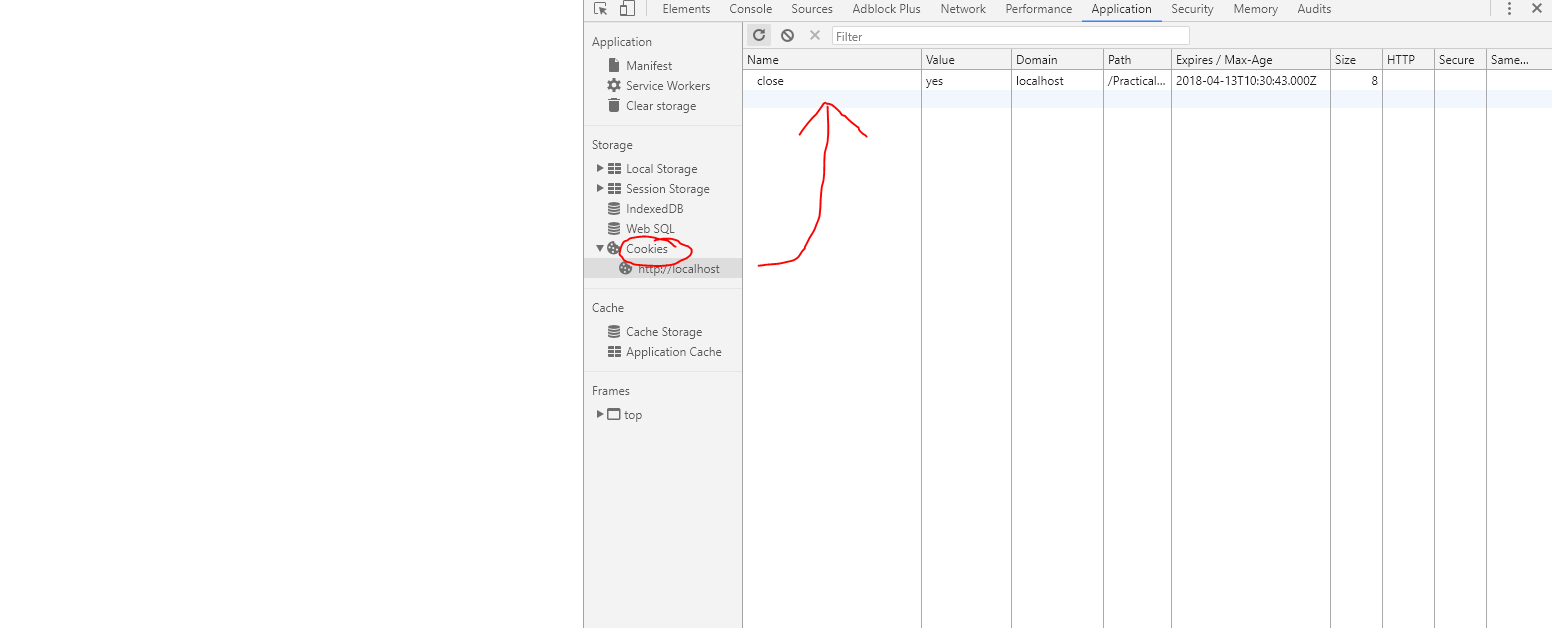 Elements Console Sources Adblock Plus Network Performance Application Security Memory Audits
Filter
Application
Manifest
Service Workers
Clear storage
Storage
Local Storage
Session Storage
IndexedDB
Web SQL
Cookies
http://localhost
Cache
Cache Storage
Application Cache
Frames
top
Name Value Domain Path Expires / Max-Age Size HTTP Secure Same...
close yes localhost /Practical... 2018-04-13T10:30:43.000Z 8